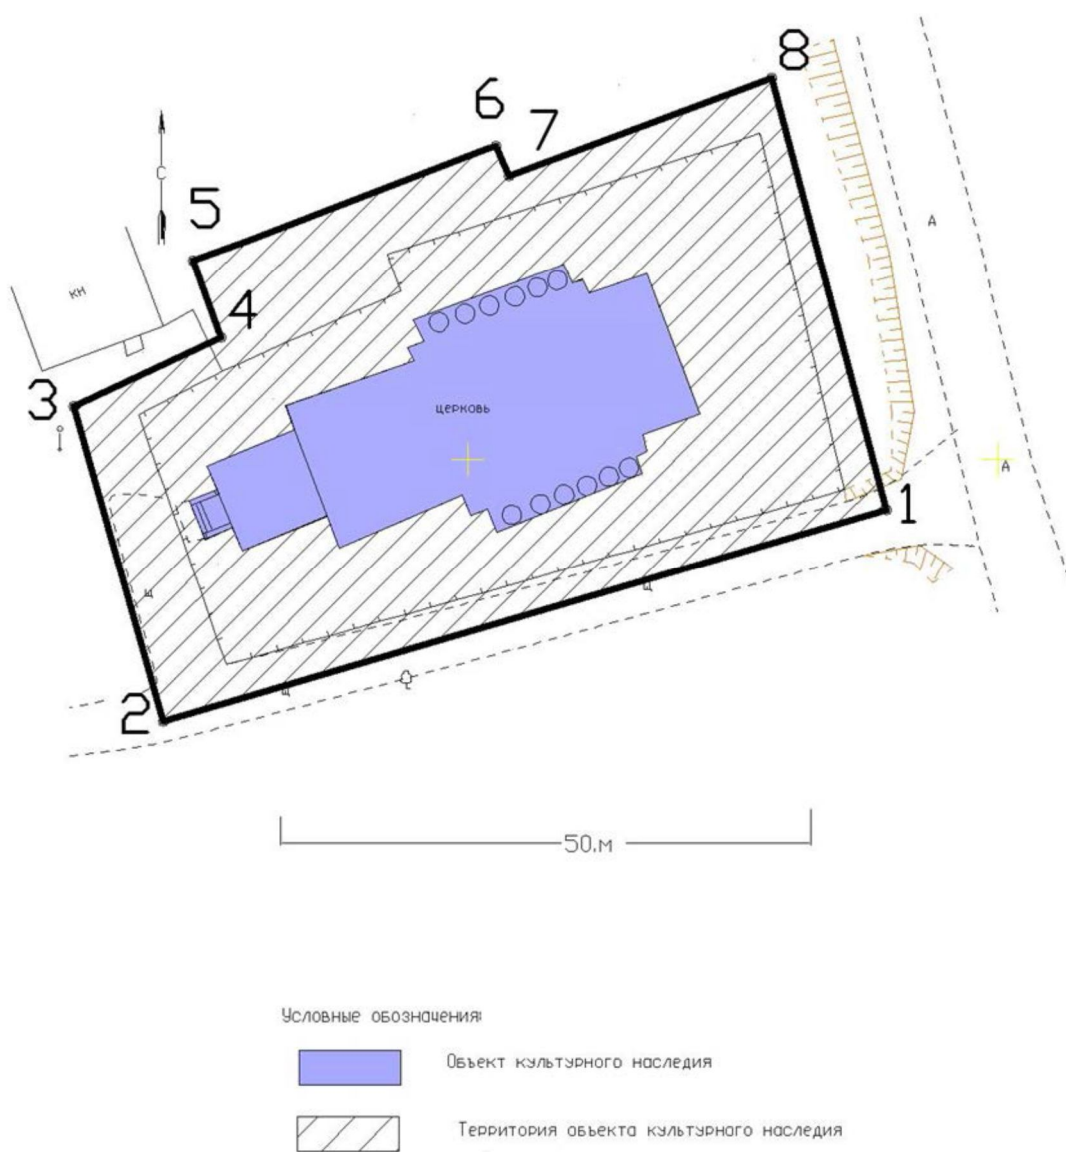 8
6
7
С
А
5
КН
4
3
ЦЕРКОВЬ
А
1
Щ
Щ
2
Щ
50.м
Условные обозначения:
Объект культурного наследия
Территория объекта культурного наследия